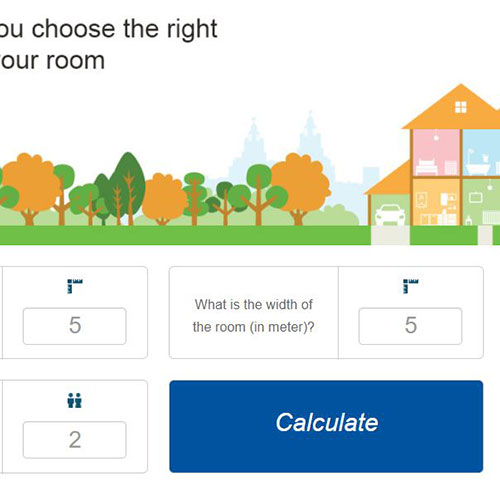 ou choose the right
our room
5
What is the width of
the room (in meter)?
5
2
Calculate